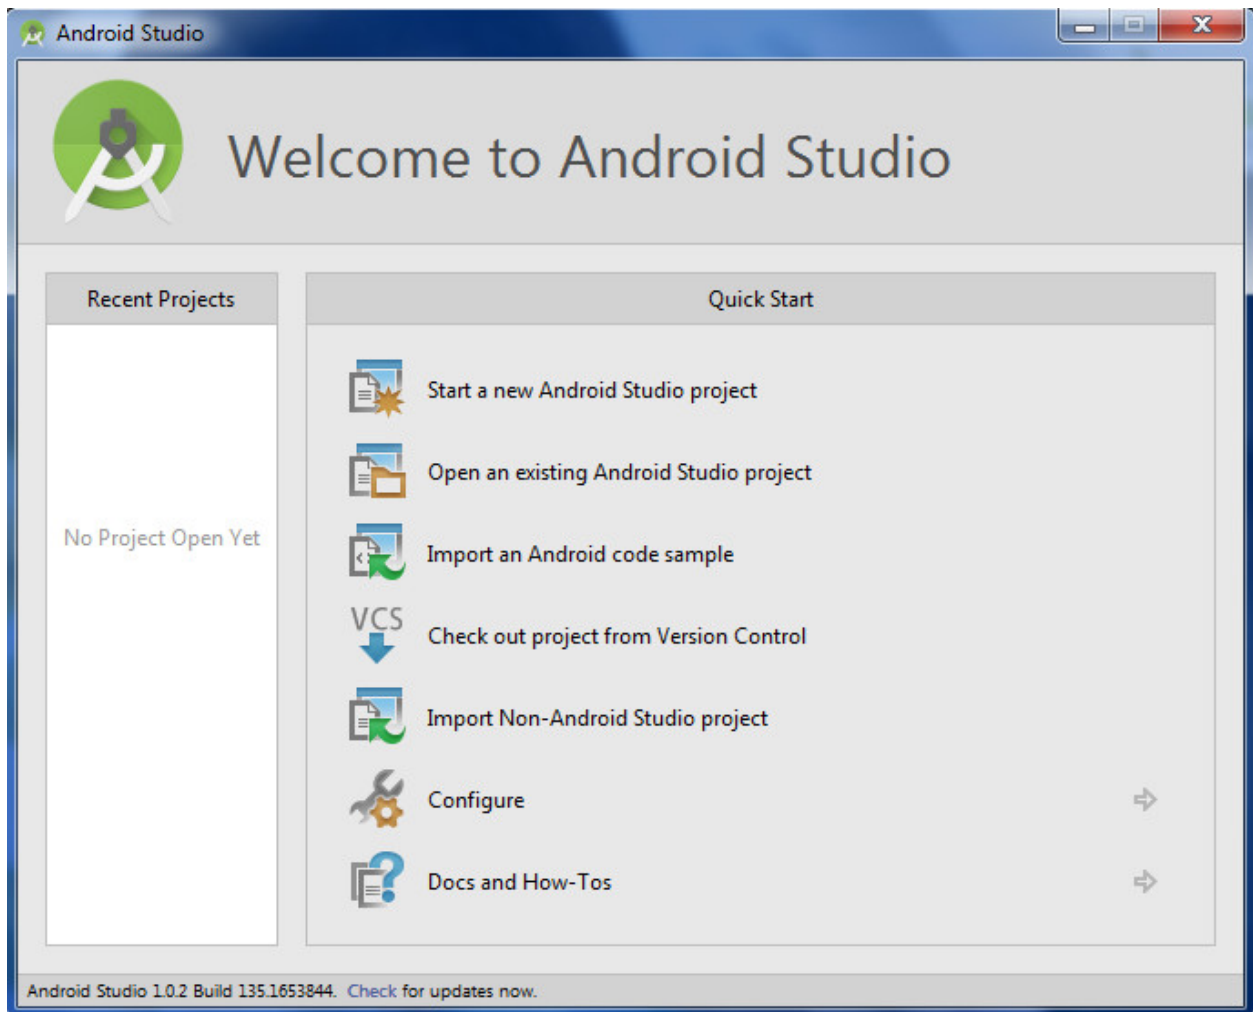 Android Studio
Welcome to Android Studio
Recent Projects
No Project Open Yet
Quick Start
Start a new Android Studio project
Open an existing Android Studio project
Import an Android code sample
VCS
Check out project from Version Control
Import Non-Android Studio project
Configure
Docs and How-Tos
Android Studio 1.0.2 Build 135.1653844. Check for updates now.